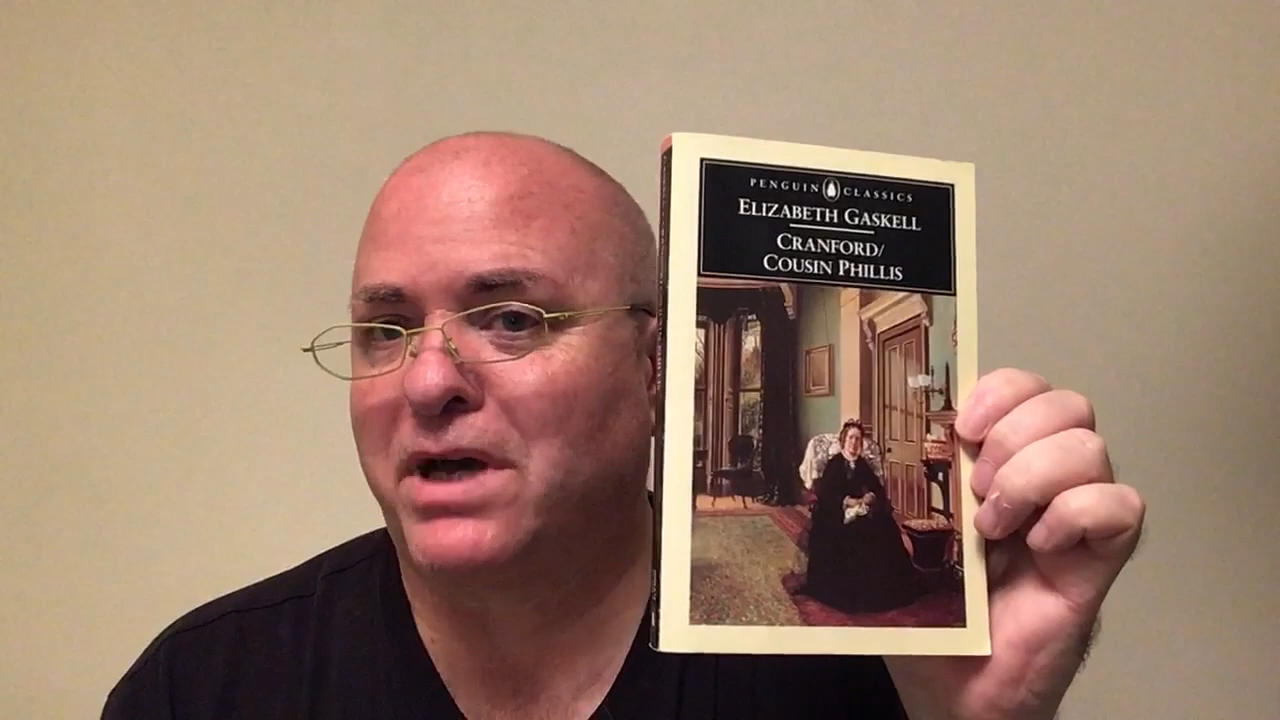 PENGUIN CLASSICS
ELIZABETH GASKELL
CRANFORD/
COUSIN PHILLIS